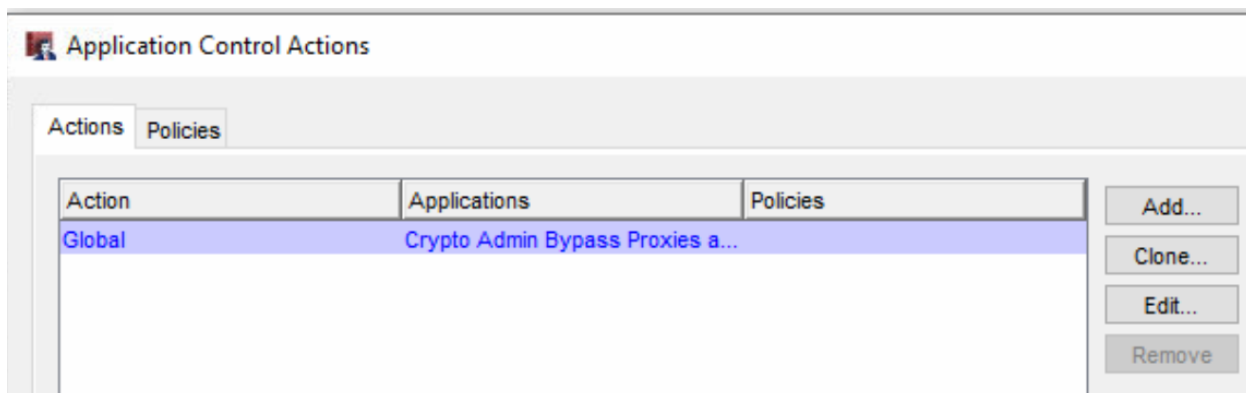 Application Control Actions
Actions Policies
Action Applications Policies
Global Crypto Admin Bypass Proxies a...
Add...
Clone...
Edit...
Remove